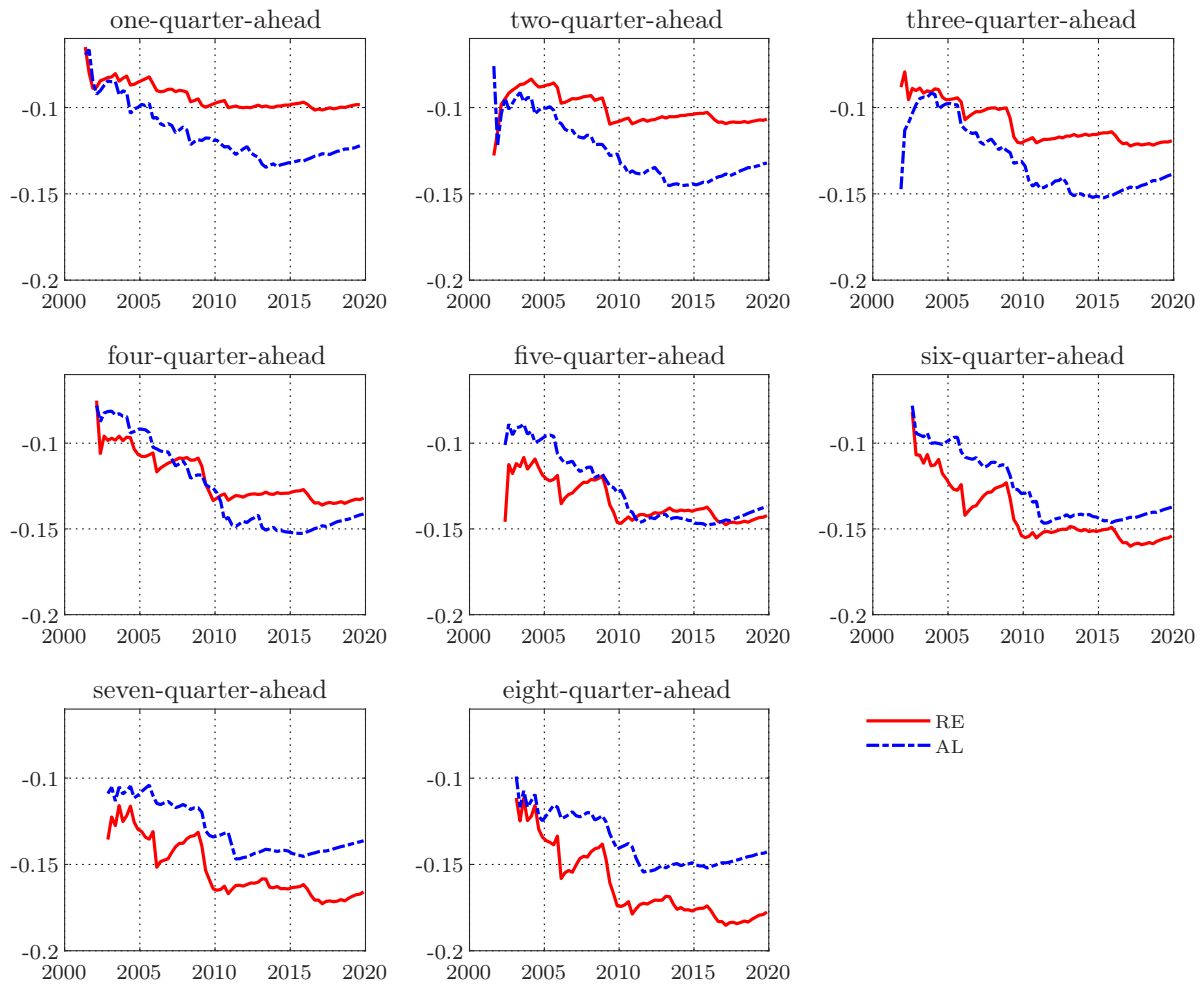 one-quarter-ahead
two-quarter-ahead
three-quarter-ahead
-0.1
-0.15
-0.2
2000 2005 2010 2015 2020
-0.1
-0.15
-0.2
2000 2005 2010 2015 2020
-0.1
-0.15
-0.2
2000 2005 2010 2015 2020
four-quarter-ahead
five-quarter-ahead
six-quarter-ahead
-0.1
-0.15
-0.2
2000 2005 2010 2015 2020
-0.1
-0.15
-0.2
2000 2005 2010 2015 2020
-0.1
-0.15
-0.2
2000 2005 2010 2015 2020
seven-quarter-ahead
eight-quarter-ahead
-0.1
-0.15
-0.2
2000 2005 2010 2015 2020
-0.1
-0.15
-0.2
2000 2005 2010 2015 2020
RE
AL